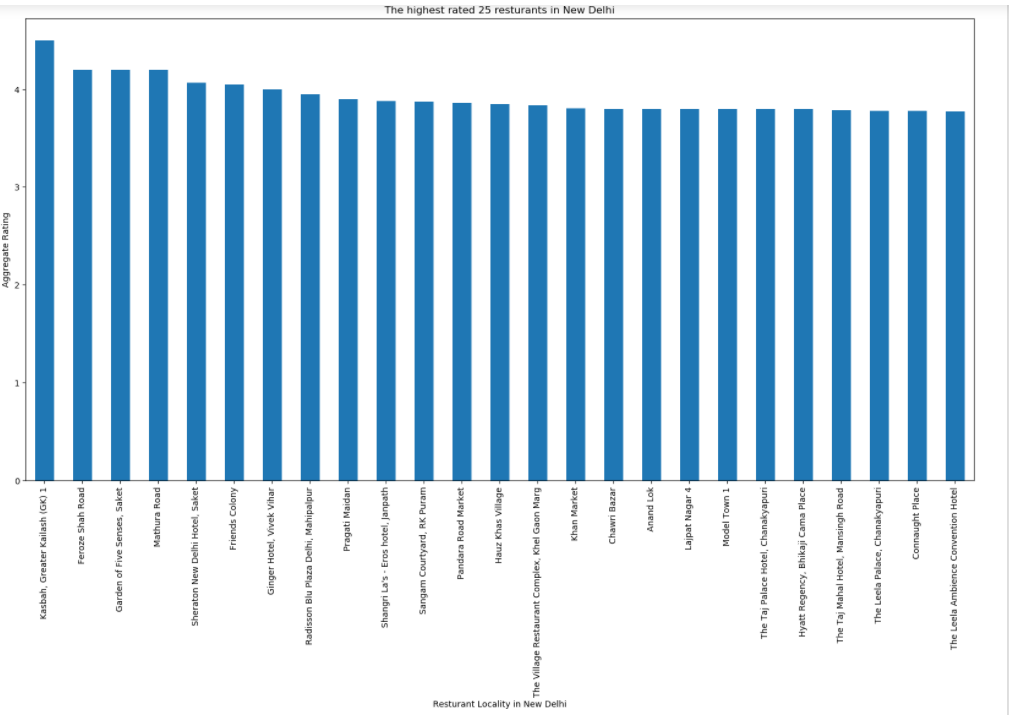 The highest rated 25 resturants in New Delhi
Aggregate Rating
4
3
2
1
0
Kasbah, Greater Kailash (GK) 1
Feroze Shah Road
Garden of Five Senses, Saket
Mathura Road
Sheraton New Delhi Hotel, Saket
Friends Colony
Ginger Hotel, Vivek Vihar
Radisson Blu Plaza Delhi, Mahipalpur
Pragati Maidan
Shangri La's - Eros hotel, Janpath
Sangam Courtyard, RK Puram
Pandara Road Market
Hauz Khas Village
The Village Restaurant Complex, Khel Gaon Marg
Khan Market
Chawri Bazar
Anand Lok
Lajpat Nagar 4
Model Town 1
The Taj Palace Hotel, Chanakyapuri
Hyatt Regency, Bhikaji Cama Place
The Taj Mahal Hotel, Mansingh Road
The Leela Palace, Chanakyapuri
Connaught Place
The Leela Ambience Convention Hotel
Resturant Locality in New Delhi